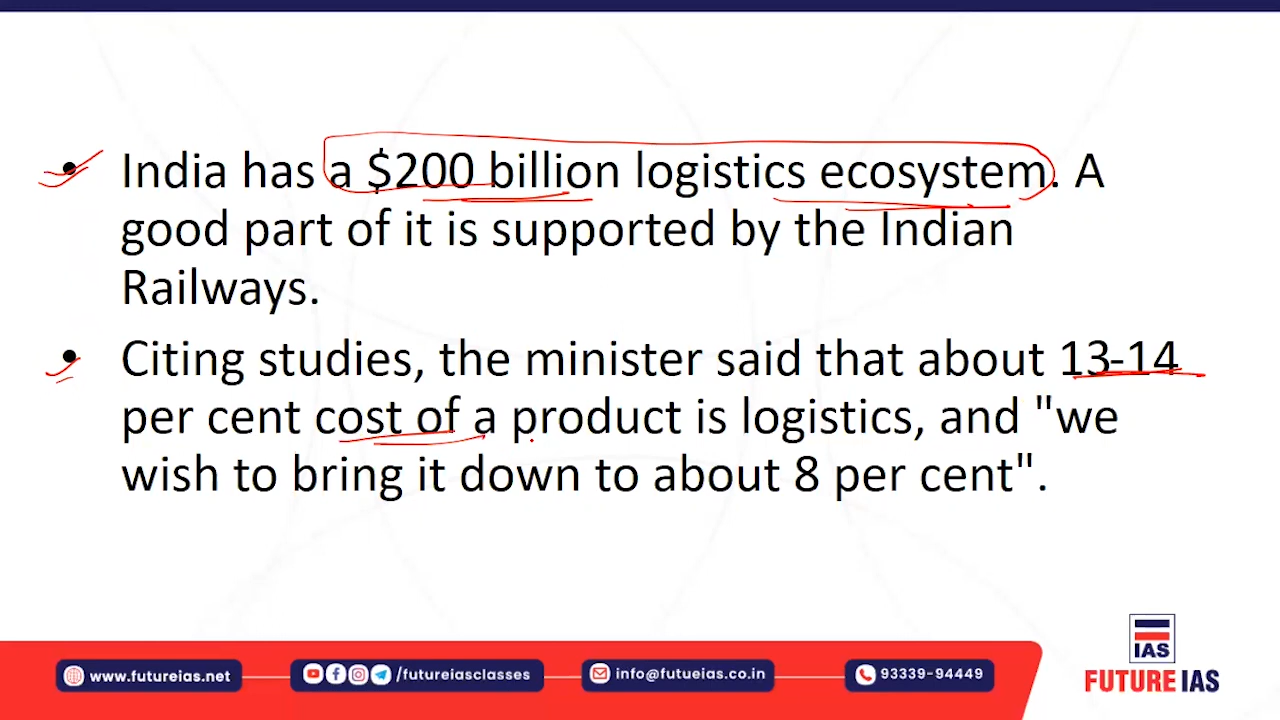 • India has a $200 billion logistics ecosystem. A
good part of it is supported by the Indian
Railways.
• Citing studies, the minister said that about 13-14
per cent cost of a product is logistics, and "we
wish to bring it down to about 8 per cent".
IAS
FUTURE IAS
www.futureias.net
/futureiasclasses
info@futueias.co.in
93339-94449